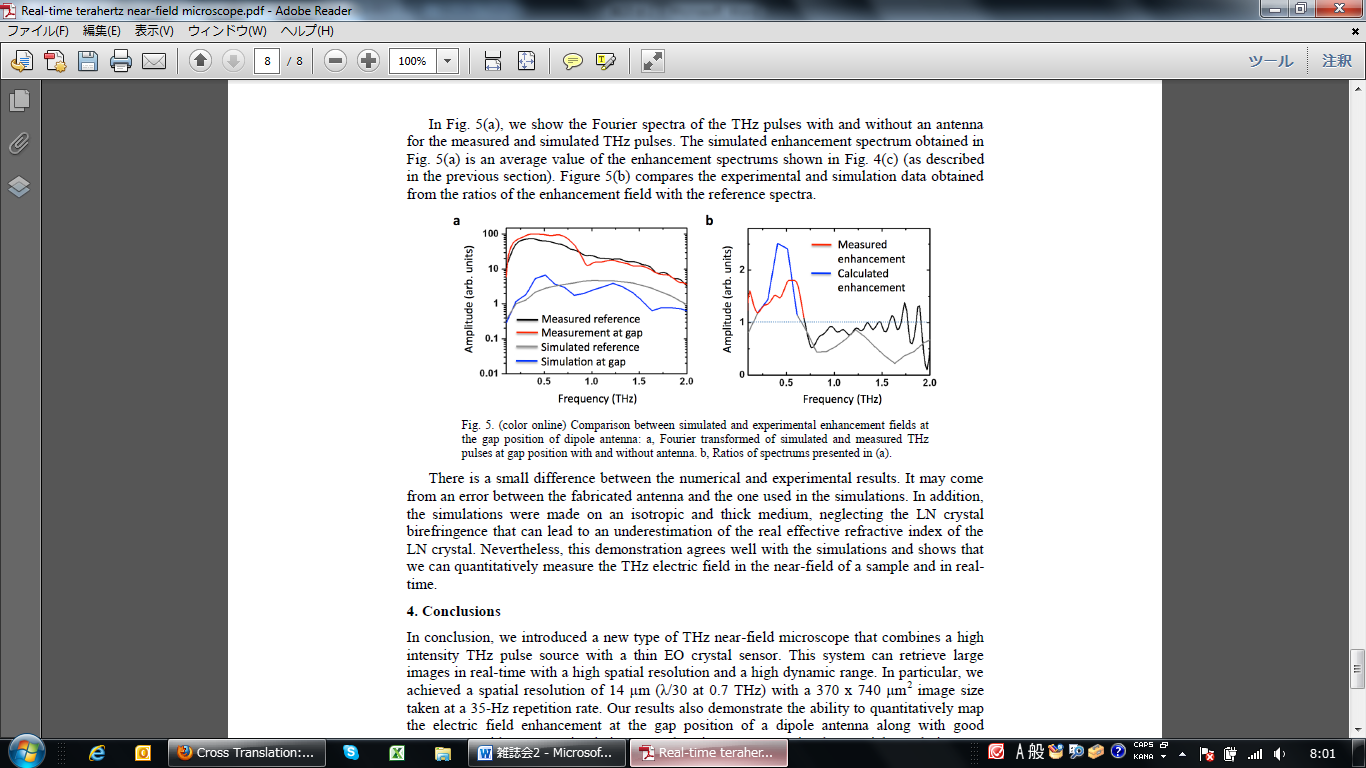 Real-time terahertz near-field microscope.pdf - Adobe Reader
ファイル(F) 編集(E) 表示(V) ウィンドウ(W) ヘルプ(H)
8 / 8 100% ツール 注釈
In Fig. 5(a), we show the Fourier spectra of the THz pulses with and without an antenna
for the measured and simulated THz pulses. The simulated enhancement spectrum obtained in
Fig. 5(a) is an average value of the enhancement spectrums shown in Fig. 4(c) (as described
in the previous section). Figure 5(b) compares the experimental and simulation data obtained
from the ratios of the enhancement field with the reference spectra.
a
Amplitude (arb. units)
100
10
1
0.1
0.01
Measured reference
Measurement at gap
Simulated reference
Simulation at gap
0.5 1.0 1.5 2.0
Frequency (THz)
b
Amplitude (arb. units)
2
1
0
Measured
enhancement
Calculated
enhancement
0.5 1.0 1.5 2.0
Frequency (THz)
Fig. 5. (color online) Comparison between simulated and experimental enhancement fields at
the gap position of dipole antenna: a, Fourier transformed of simulated and measured THz
pulses at gap position with and without antenna. b, Ratios of spectrums presented in (a).
There is a small difference between the numerical and experimental results. It may come
from an error between the fabricated antenna and the one used in the simulations. In addition,
the simulations were made on an isotropic and thick medium, neglecting the LN crystal
birefringence that can lead to an underestimation of the real effective refractive index of the
LN crystal. Nevertheless, this demonstration agrees well with the simulations and shows that
we can quantitatively measure the THz electric field in the near-field of a sample and in real-
time.
4. Conclusions
In conclusion, we introduced a new type of THz near-field microscope that combines a high
intensity THz pulse source with a thin EO crystal sensor. This system can retrieve large
images in real-time with a high spatial resolution and a high dynamic range. In particular, we
achieved a spatial resolution of 14 μm (λ/30 at 0.7 THz) with a 370 x 740 μm² image size
taken at a 35-Hz repetition rate. Our results also demonstrate the ability to quantitatively map
the electric field enhancement at the gap position of a dipole antenna along with good
Cross Translation:... 雑誌会2 - Microsof... Real-time teraher... A 般 CAPS KANA 8:01